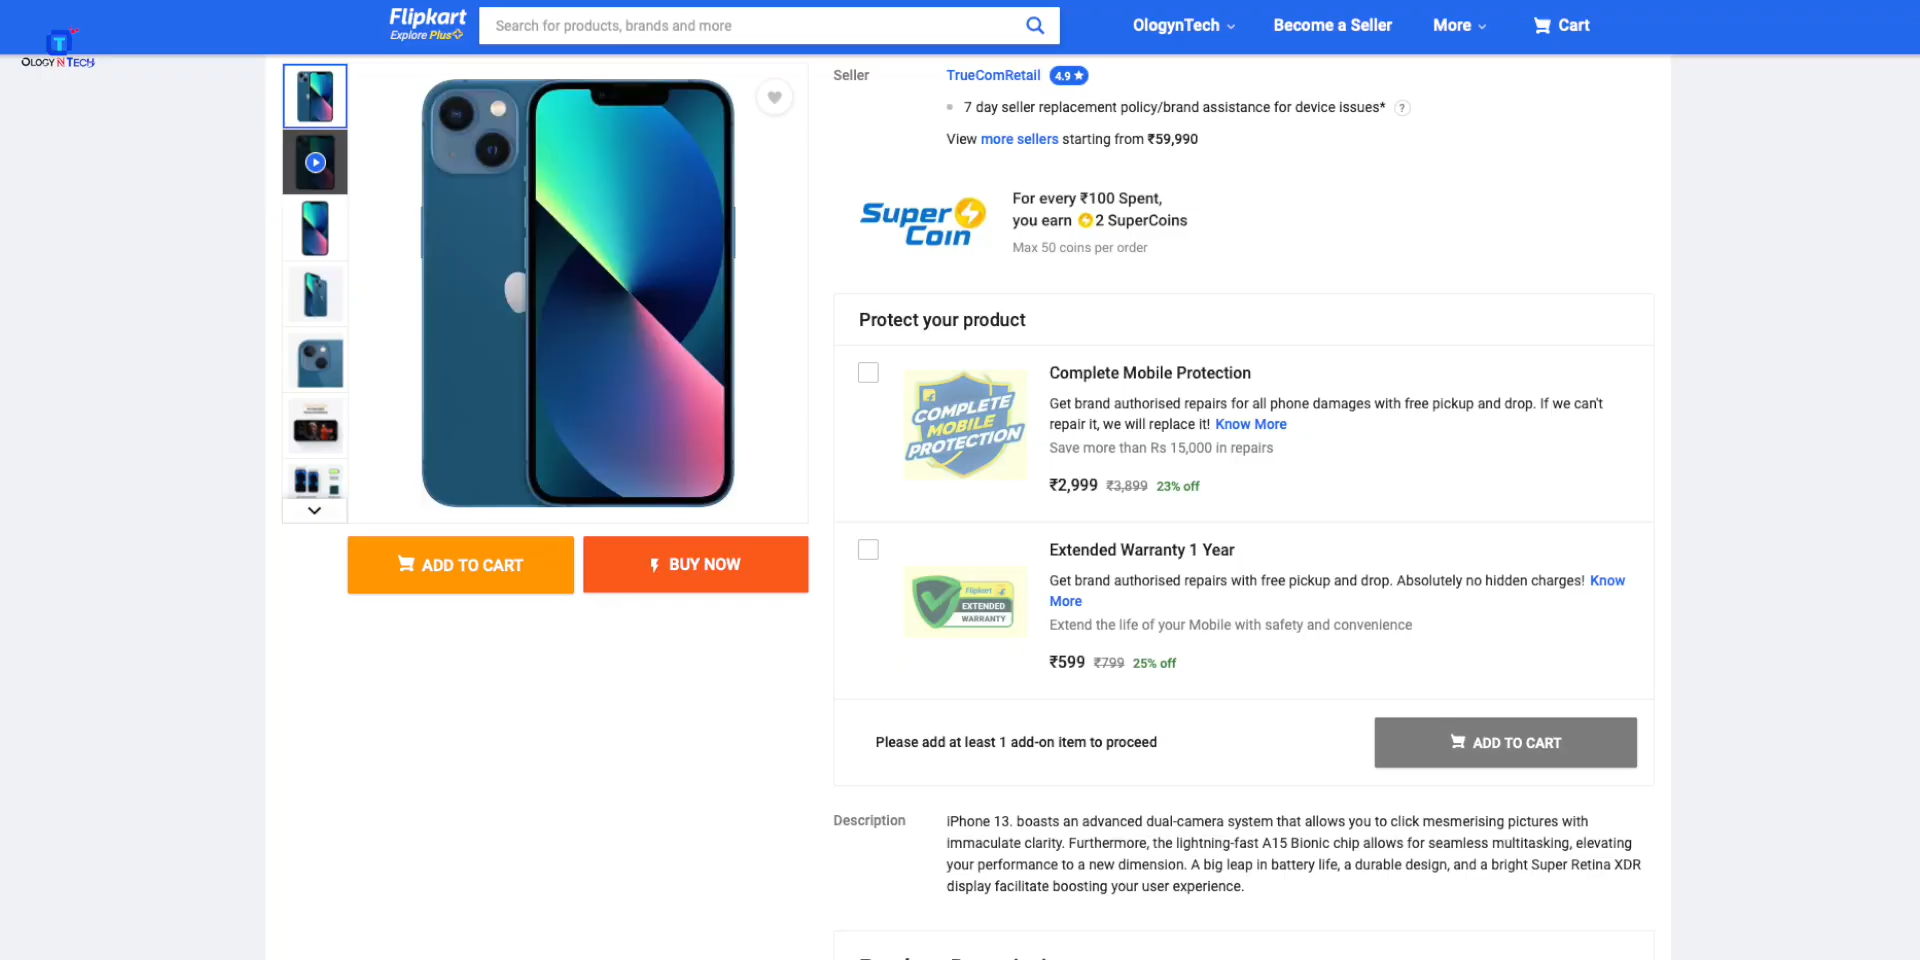 Flipkart
Explore Plus
Search for products, brands and more
OlogynTech
Become a Seller
More
Cart
T
OLOGY N TECH
Seller
TrueComRetail 4.9 ★
7 day seller replacement policy/brand assistance for device issues* ?
View more sellers starting from ₹59,990
Super
Coin
For every ₹100 Spent,
you earn 2 SuperCoins
Max 50 coins per order
Protect your product
COMPLETE
MOBILE
PROTECTION
Complete Mobile Protection
Get brand authorised repairs for all phone damages with free pickup and drop. If we can't
repair it, we will replace it! Know More
Save more than Rs 15,000 in repairs
₹2,999 ₹3,899 23% off
Flipkart
EXTENDED
WARRANTY
Extended Warranty 1 Year
Get brand authorised repairs with free pickup and drop. Absolutely no hidden charges! Know
More
Extend the life of your Mobile with safety and convenience
₹599 ₹799 25% off
ADD TO CART
BUY NOW
Please add at least 1 add-on item to proceed
ADD TO CART
Description
iPhone 13. boasts an advanced dual-camera system that allows you to click mesmerising pictures with
immaculate clarity. Furthermore, the lightning-fast A15 Bionic chip allows for seamless multitasking, elevating
your performance to a new dimension. A big leap in battery life, a durable design, and a bright Super Retina XDR
display facilitate boosting your user experience.